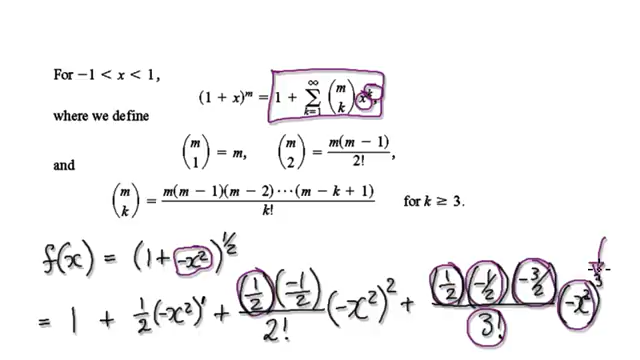 For −1 < x < 1,
(1 + x)^m = 1 + ∑_{k=1}^{∞} (m k) x^k,
where we define
(m 1) = m, (m 2) = m(m − 1)/2!,
and
(m k) = m(m − 1)(m − 2)⋯(m − k + 1)/k! for k ≥ 3.
f(x) = (1 + −x²)^{1/2}
= 1 + 1/2 (−x²)^1 + (1/2)(−1/2)/2! (−x²)² + (1/2)(−1/2)(−3/2)/3! (−x²)^3